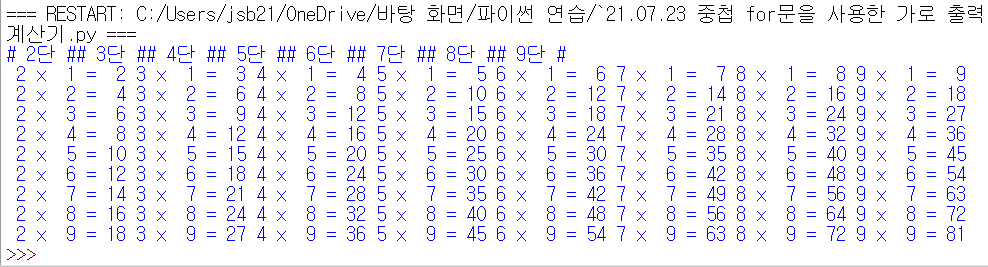 === RESTART: C:/Users/jsb21/OneDrive/바탕 화면/파이썬 연습/`21.07.23 중첩 for문을 사용한 가로 출력
계산기.py ===
# 2단 ## 3단 ## 4단 ## 5단 ## 6단 ## 7단 ## 8단 ## 9단 #
2 x 1 = 2 3 x 1 = 3 4 x 1 = 4 5 x 1 = 5 6 x 1 = 6 7 x 1 = 7 8 x 1 = 8 9 x 1 = 9
2 x 2 = 4 3 x 2 = 6 4 x 2 = 8 5 x 2 = 10 6 x 2 = 12 7 x 2 = 14 8 x 2 = 16 9 x 2 = 18
2 x 3 = 6 3 x 3 = 9 4 x 3 = 12 5 x 3 = 15 6 x 3 = 18 7 x 3 = 21 8 x 3 = 24 9 x 3 = 27
2 x 4 = 8 3 x 4 = 12 4 x 4 = 16 5 x 4 = 20 6 x 4 = 24 7 x 4 = 28 8 x 4 = 32 9 x 4 = 36
2 x 5 = 10 3 x 5 = 15 4 x 5 = 20 5 x 5 = 25 6 x 5 = 30 7 x 5 = 35 8 x 5 = 40 9 x 5 = 45
2 x 6 = 12 3 x 6 = 18 4 x 6 = 24 5 x 6 = 30 6 x 6 = 36 7 x 6 = 42 8 x 6 = 48 9 x 6 = 54
2 x 7 = 14 3 x 7 = 21 4 x 7 = 28 5 x 7 = 35 6 x 7 = 42 7 x 7 = 49 8 x 7 = 56 9 x 7 = 63
2 x 8 = 16 3 x 8 = 24 4 x 8 = 32 5 x 8 = 40 6 x 8 = 48 7 x 8 = 56 8 x 8 = 64 9 x 8 = 72
2 x 9 = 18 3 x 9 = 27 4 x 9 = 36 5 x 9 = 45 6 x 9 = 54 7 x 9 = 63 8 x 9 = 72 9 x 9 = 81
>>>